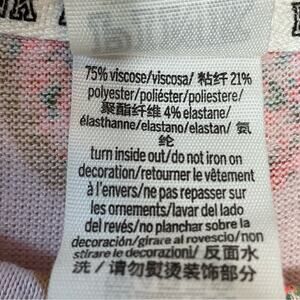 75% viscose/viscosa/ 粘纤 21%
polyester/poliéster/poliestere/
聚酯纤维 4% elastane/
élasthanne/elastano/elastan/ 氨
纶
turn inside out/do not iron on
decoration/retourner le vêtement
à l'envers/ne pas repasser sur
les ornements/lavar del lado
del revés/no planchar sobre la
decoración/girare al rovescio/non
stirare le decorazioni/ 反面水
洗 / 请勿熨烫装饰部分